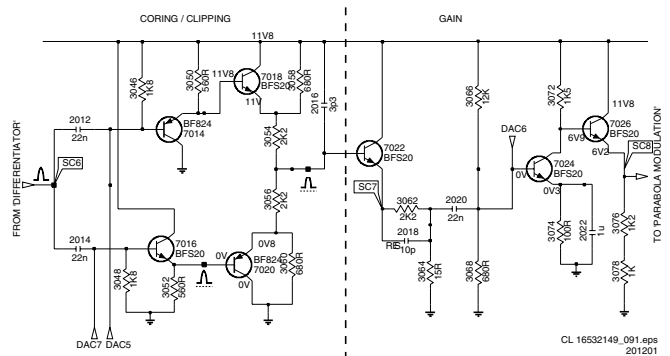 CORING / CLIPPING
GAIN
11V8
3046
1K8
3050
560R
11V8
7018
BFS20
11V
3058
680R
2016
3p3
3066
12K
3072
1K5
11V8
7026
BFS20
2012
22n
BF824
7014
3054
2K2
7022
BFS20
DAC6
6V9
6V2
SC8
FROM 'DIFFERENTIATOR'
SC6
0V
7024
BFS20
0V3
TO 'PARABOLA MODULATION'
SC7
3062
2K2
2020
22n
3056
2K2
2018
RES
10p
3074
100R
2022
1u
3076
1K2
2014
22n
7016
BFS20
0V8
BF824
7020
0V
0V
3060
680R
3048
1K8
3052
560R
3064
15R
3068
680R
3078
1K
DAC7
DAC5
CL 16532149_091.eps
201201